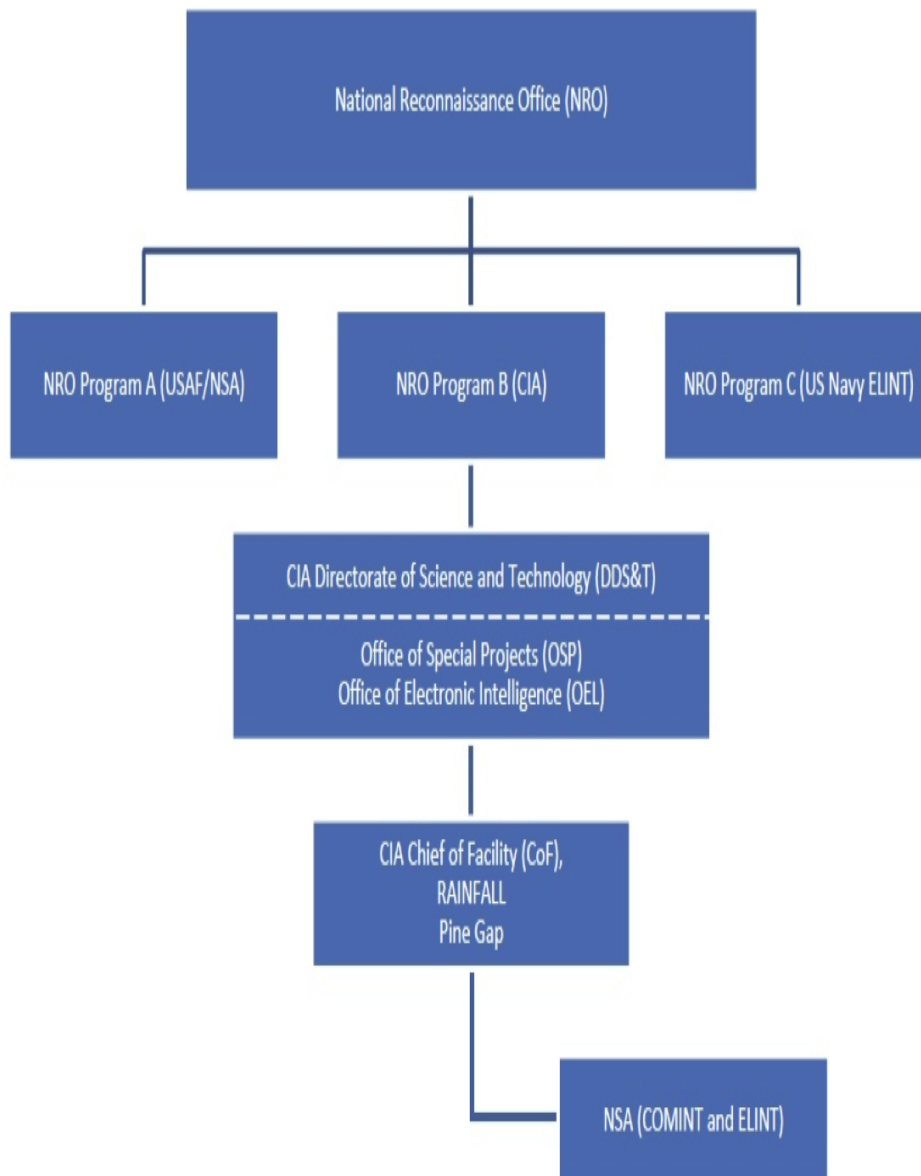 National Reconnaissance Office (NRO)
NRO Program A (USAF/NSA)
NRO Program B (CIA)
NRO Program C (US Navy ELINT)
CIA Directorate of Science and Technology (DDS&T)
Office of Special Projects (OSP)
Office of Electronic Intelligence (OEL)
CIA Chief of Facility (CoF),
RAINFALL
Pine Gap
NSA (COMINT and ELINT)